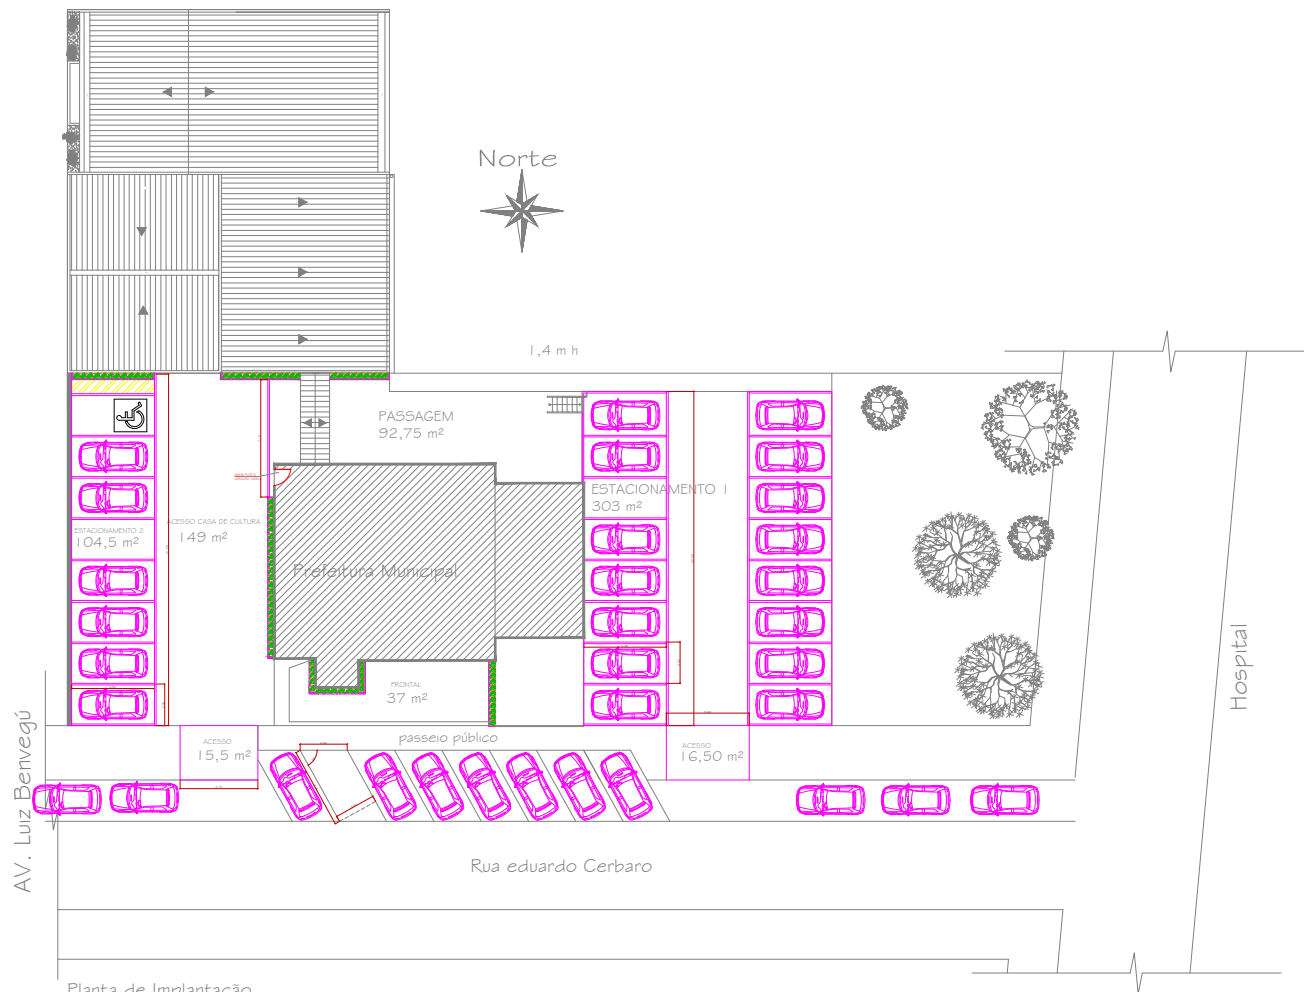 Norte
1,4 m h
PASSAGEM
92,75 m²
ESTACIONAMENTO 1
303 m²
ACESSO CASA DE CULTURA
149 m²
ESTACIONAMENTO 2
104,5 m²
Prefeitura Municipal
FRONTAL
37 m²
Hospital
AV. Luiz Benvegú
passeio público
ACESSO
15,5 m²
ACESSO
16,50 m²
Rua eduardo Cerbaro
Planta de Implantação